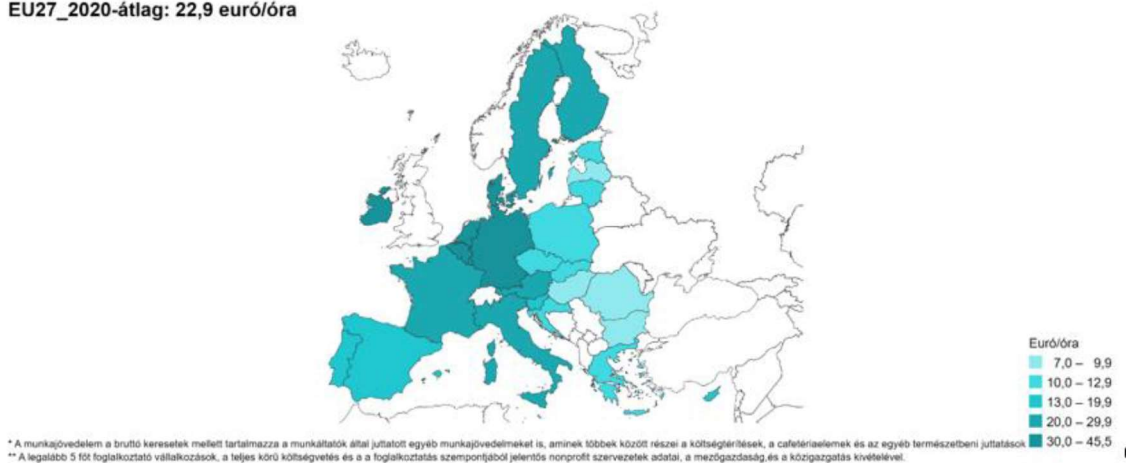 EU27_2020-átlag: 22,9 euró/óra
Euró/óra
7,0 – 9,9
10,0 – 12,9
13,0 – 19,9
20,0 – 29,9
30,0 – 45,5
* A munkajövedelem a bruttó keresetek mellett tartalmazza a munkáltatók által juttatott egyéb munkajövedelmeket is, aminek többek között részei a költségtérítések, a cafetériaelemek és az egyéb természetbeni juttatások
** A legalább 5 főt foglalkoztató vállalkozások, a teljes körű költségvetés és a a foglalkoztatás szempontjából jelentős nonprofit szervezetek adatai, a mezőgazdaság,és a közigazgatás kivételével.